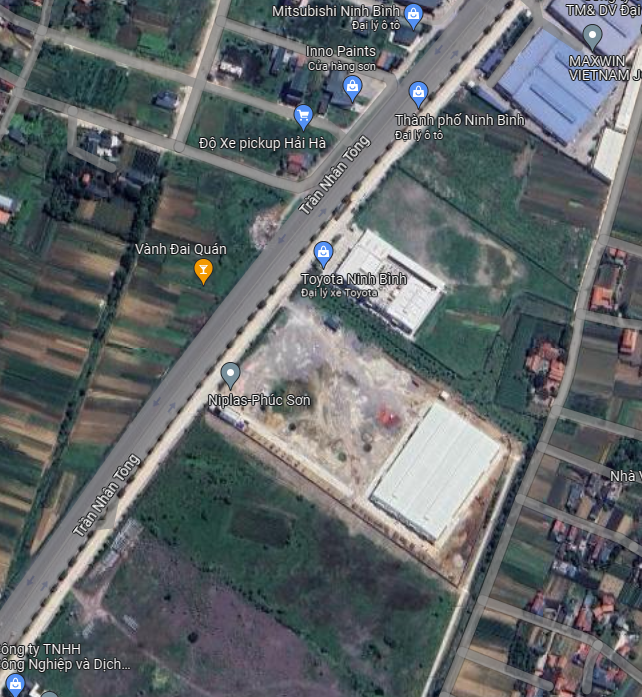 Mitsubishi Ninh Bình
Đại lý ô tô
TM& DV Đại
Inno Paints
Cửa hàng sơn
MAXWIN
VIETNAM J
Thành phố Ninh Bình
Đại lý ô tô
Độ Xe pickup Hải Hà
Trần Nhân Tông
Vành Đai Quán
Toyota Ninh Bình
Đại lý xe Toyota
Niplas-Phúc Sơn
Nhà V
Trần Nhân Tông
ông ty TNHH
ông Nghiệp và Dịch...